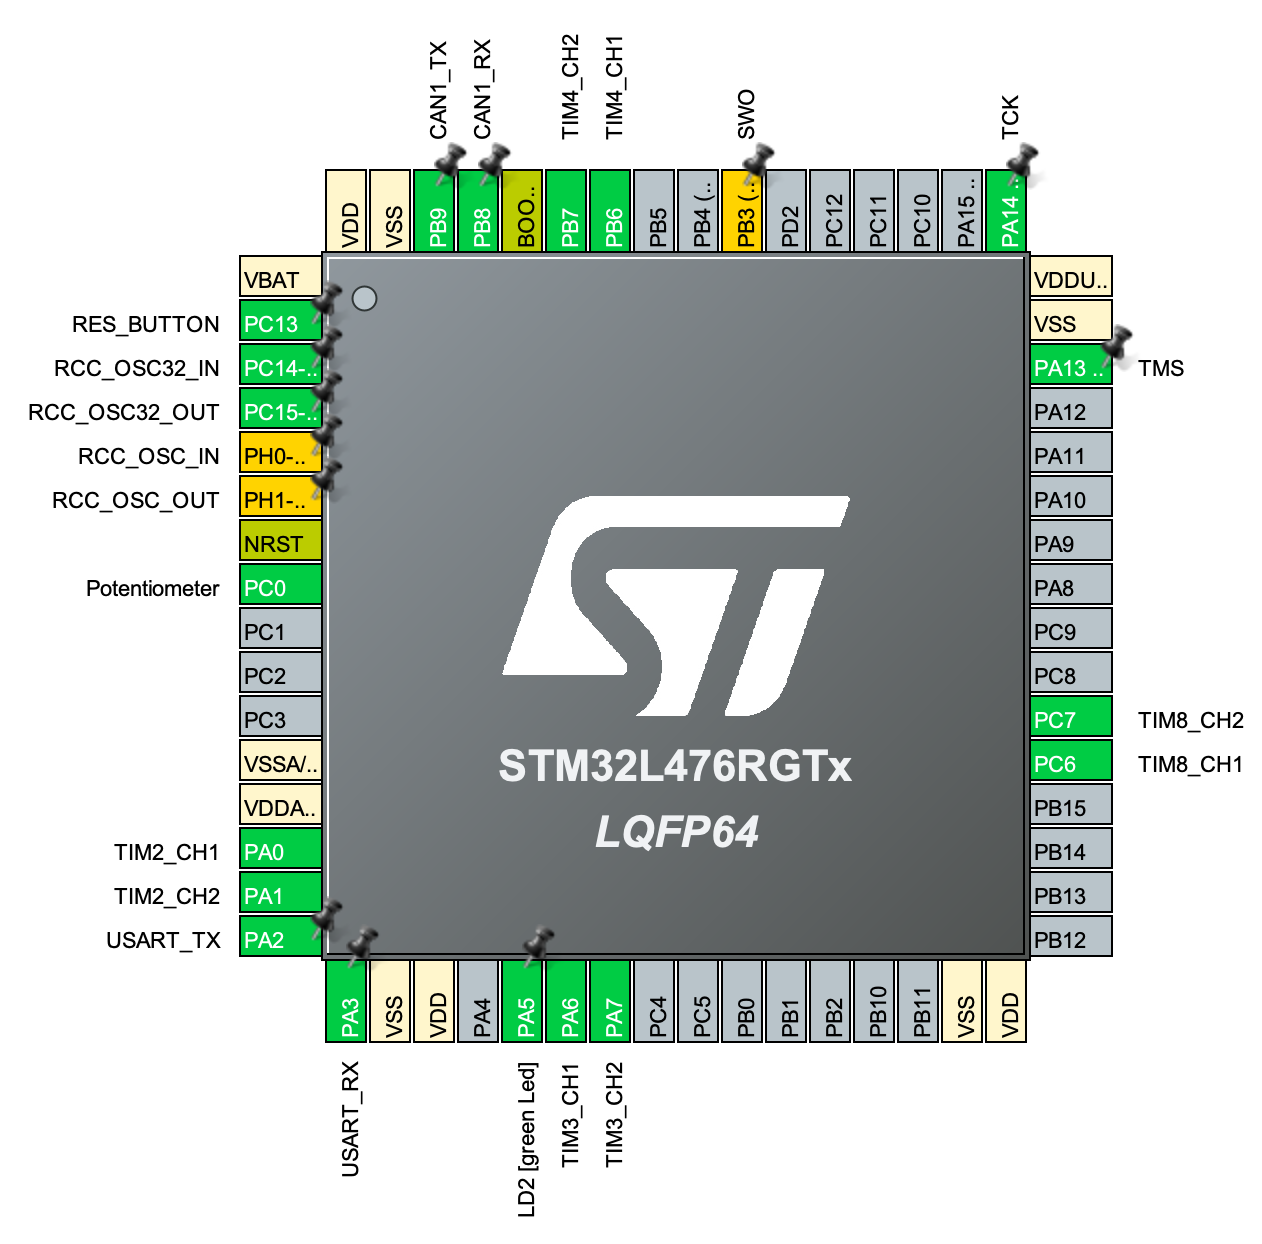 CAN1_TX
CAN1_RX
TIM4_CH2
TIM4_CH1
SWO
TCK
VDD
VSS
PB9
PB8
BOO..
PB7
PB6
PB5
PB4 (..
PB3 (..
PD2
PC12
PC11
PC10
PA15 ..
PA14 ..
VBAT
RES_BUTTON PC13
RCC_OSC32_IN PC14-..
RCC_OSC32_OUT PC15-..
RCC_OSC_IN PH0-..
RCC_OSC_OUT PH1-..
NRST
Potentiometer PC0
PC1
PC2
PC3
VSSA/..
VDDA..
TIM2_CH1 PA0
TIM2_CH2 PA1
USART_TX PA2
ST
STM32L476RGTx
LQFP64
VDDU..
VSS
PA13 .. TMS
PA12
PA11
PA10
PA9
PA8
PC9
PC8
PC7 TIM8_CH2
PC6 TIM8_CH1
PB15
PB14
PB13
PB12
PA3
VSS
VDD
PA4
PA5
PA6
PA7
PC4
PC5
PB0
PB1
PB2
PB10
PB11
VSS
VDD
USART_RX
LD2 [green Led]
TIM3_CH1
TIM3_CH2